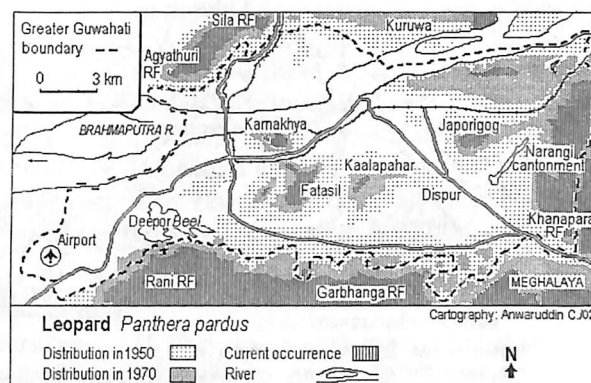 Greater Guwahati
boundary
0 3 km
Sila RF
Kuruwa
Agyathuri
RF
BRAHMAPUTRA R.
Kamakhya
Japorigog
Narangi
cantonment
Kaalapahar
Fatasil
Dispur
Khanapara
RF
Deepor Beel
Airport
Rani RF
Garbhanga RF
MEGHALAYA
Cartography: Anwaruddin C./02
Leopard Panthera pardus
Distribution in 1950
Current occurrence
Distribution in 1970
River
N